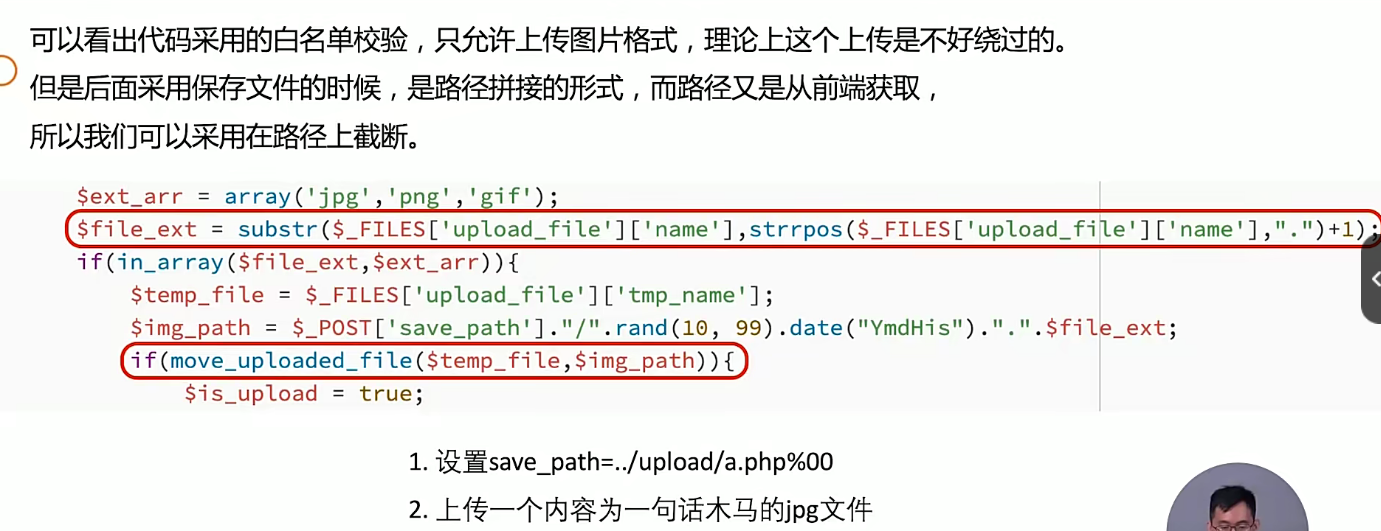 可以看出代码采用的白名单校验，只允许上传图片格式，理论上这个上传是不好绕过的。
但是后面采用保存文件的时候，是路径拼接的形式，而路径又是从前端获取，
所以我们可以采用在路径上截断。
$ext_arr = array('jpg','png','gif');
$file_ext = substr($_FILES['upload_file']['name'],strrpos($_FILES['upload_file']['name'],".")+1);
if(in_array($file_ext,$ext_arr)){
$temp_file = $_FILES['upload_file']['tmp_name'];
$img_path = $_POST['save_path']."/".rand(10, 99).date("YmdHis").".".$file_ext;
if(move_uploaded_file($temp_file,$img_path)){
$is_upload = true;
1. 设置save_path=../upload/a.php%00
2. 上传一个内容为一句话木马的jpg文件